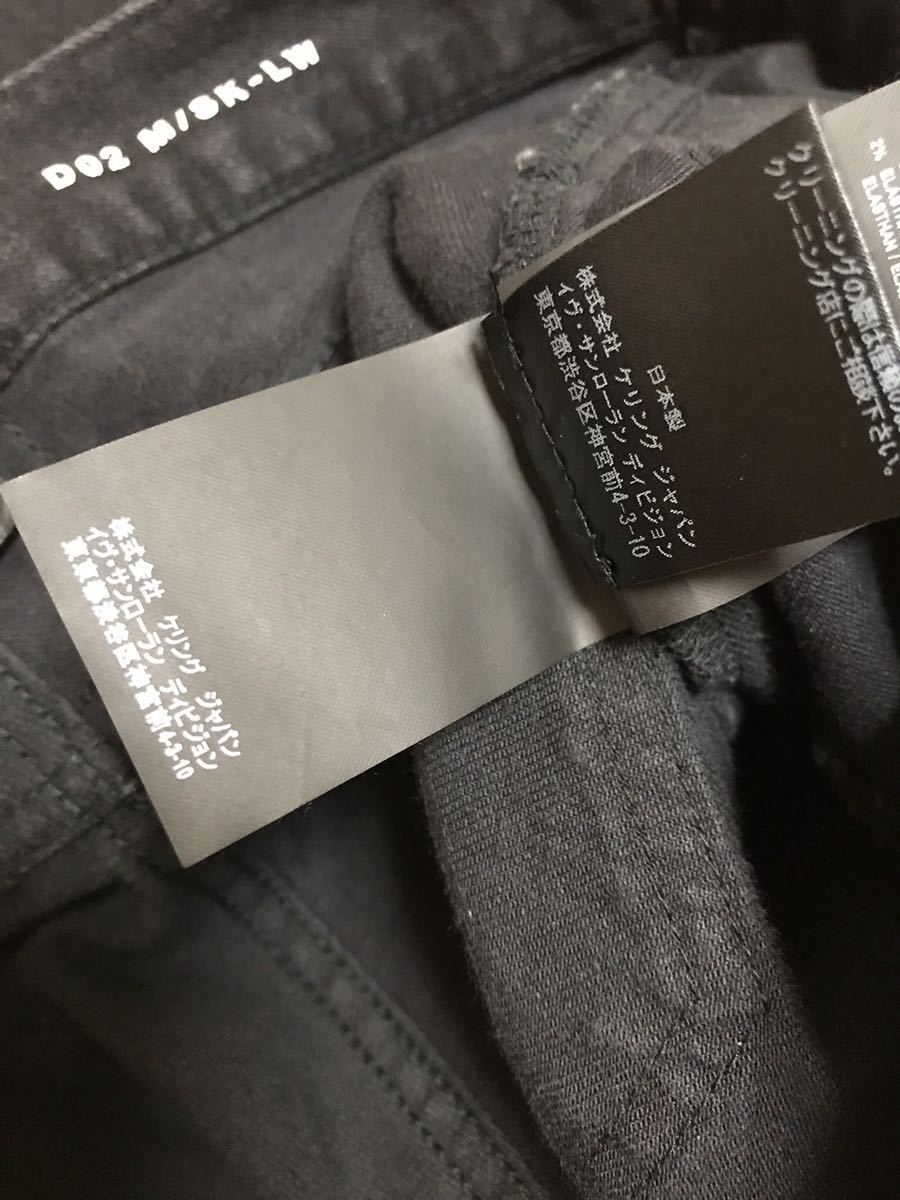 D02 M/SK-LW
2%
ELASTHAN / ELA
クリーニングの際は信頼の
クリーニング店にご相談下さい。
日本製
株式会社 ケリング ジャパン
イヴ・サンローラン ディビジョン
東京都渋谷区神宮前4-3-10
株式会社 ケリング ジャパン
イヴ・サンローラン ディビジョン
東京都渋谷区神宮前4-3-10